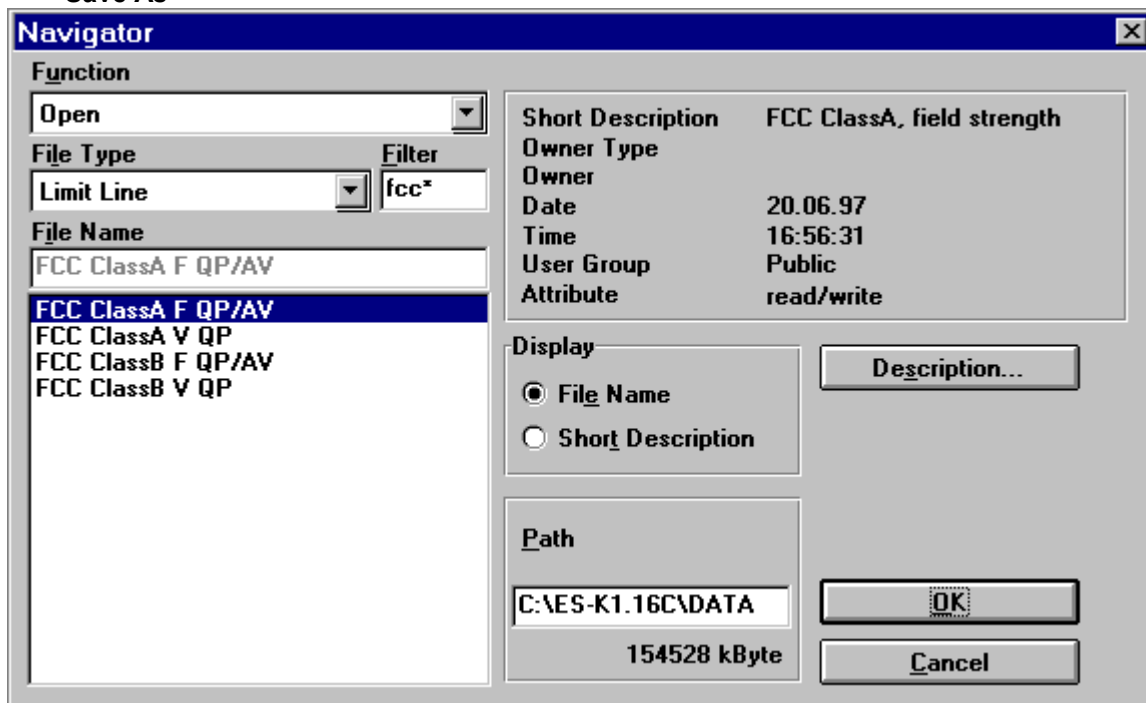 Save As
Navigator
Function
Open
File Type Filter
Limit Line fcc*
File Name
FCC ClassA F QP/AV
FCC ClassA F QP/AV
FCC ClassA V QP
FCC ClassB F QP/AV
FCC ClassB V QP
Short Description FCC ClassA, field strength
Owner Type
Owner
Date 20.06.97
Time 16:56:31
User Group Public
Attribute read/write
Display
File Name
Short Description
Description...
Path
C:\ES-K1.16C\DATA
154528 kByte
OK
Cancel